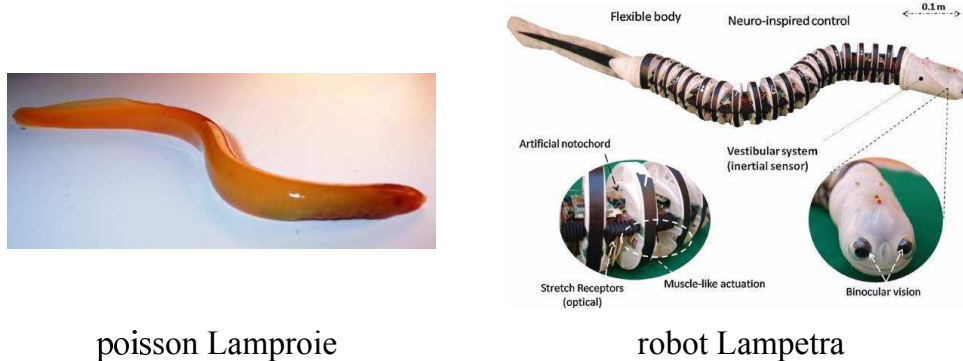 Flexible body
Neuro-inspired control
0.1 m
Artificial notochord
Vestibular system
(inertial sensor)
Stretch Receptors
(optical)
Muscle-like actuation
Binocular vision
poisson Lamproie
robot Lampetra